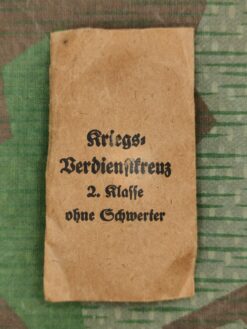 Kriegs-
Verdienstkreuz
2. Klasse
ohne Schwerter